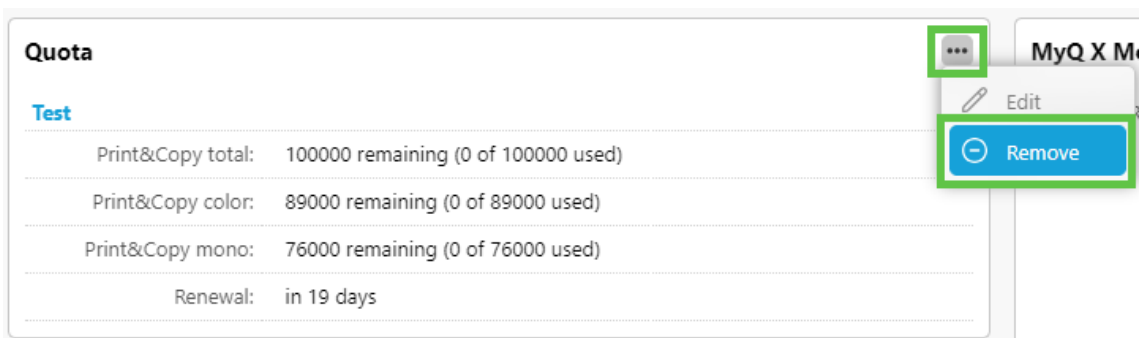 Quota
MyQ X
Edit
Test
Remove
Print&Copy total: 100000 remaining (0 of 100000 used)
Print&Copy color: 89000 remaining (0 of 89000 used)
Print&Copy mono: 76000 remaining (0 of 76000 used)
Renewal: in 19 days